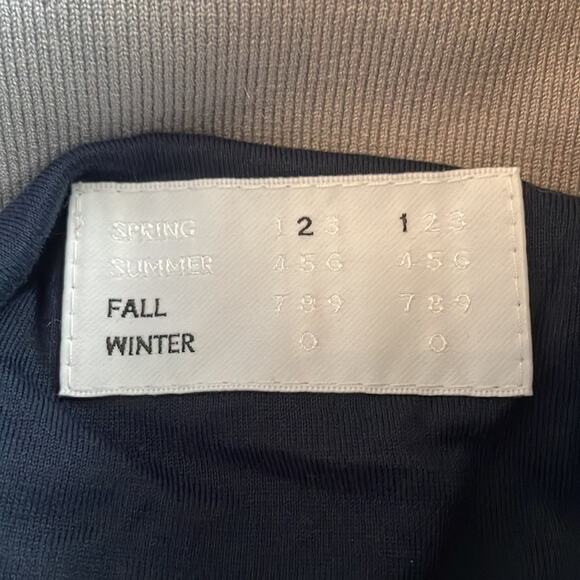 SPRING 1 2 3 1 2 3
SUMMER 4 5 6 4 5 6
FALL 7 8 9 7 8 9
WINTER 0 0